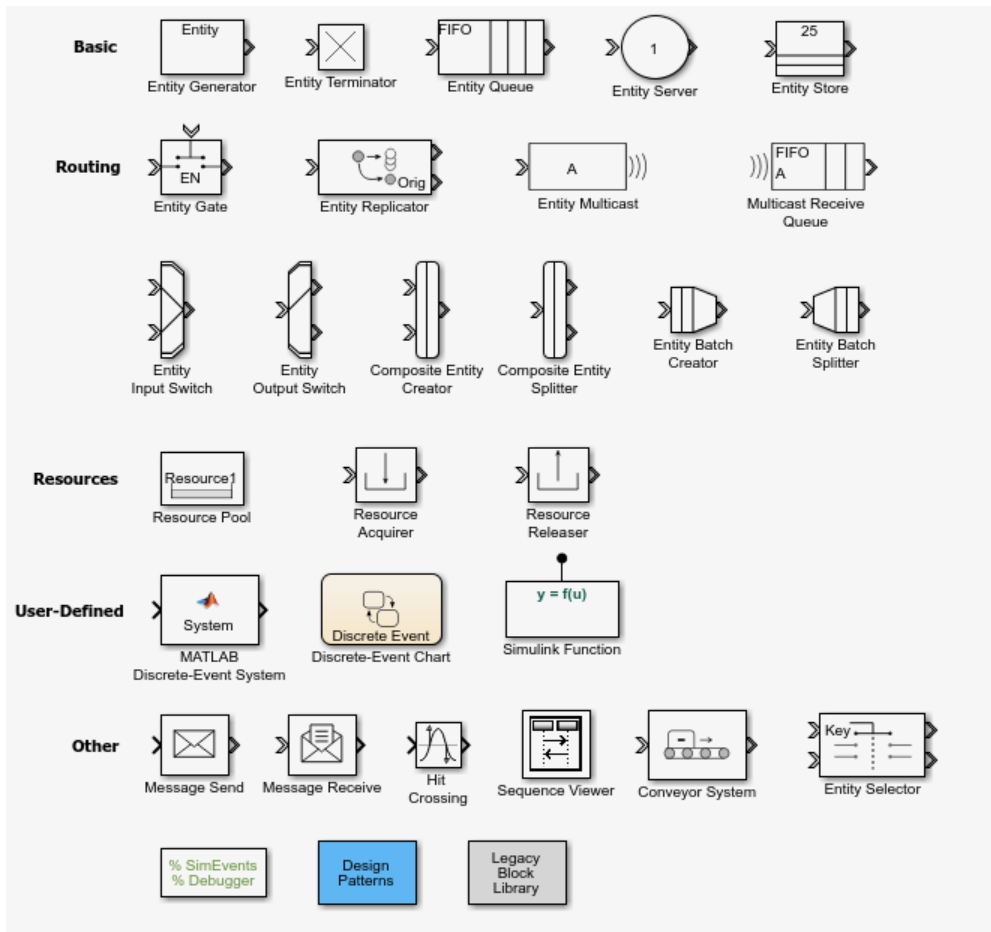 Basic
Entity
Entity Generator
Entity Terminator
FIFO
Entity Queue
1
Entity Server
25
Entity Store
Routing
EN
Entity Gate
Orig
Entity Replicator
A
Entity Multicast
FIFO
A
Multicast Receive
Queue
Entity
Input Switch
Entity
Output Switch
Composite Entity
Creator
Composite Entity
Splitter
Entity Batch
Creator
Entity Batch
Splitter
Resources
Resource1
Resource Pool
Resource
Acquirer
Resource
Releaser
User-Defined
System
MATLAB
Discrete-Event System
Discrete Event
Discrete-Event Chart
y = f(u)
Simulink Function
Other
Message Send
Message Receive
Hit
Crossing
Sequence Viewer
Conveyor System
Key
Entity Selector
% SimEvents
% Debugger
Design
Patterns
Legacy
Block
Library